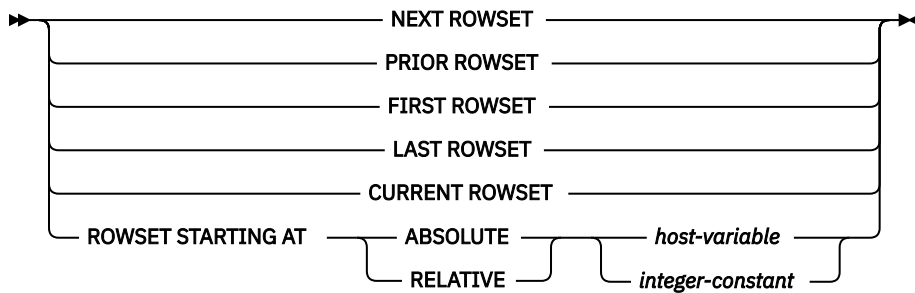 NEXT ROWSET
PRIOR ROWSET
FIRST ROWSET
LAST ROWSET
CURRENT ROWSET
ROWSET STARTING AT ABSOLUTE host-variable
RELATIVE integer-constant